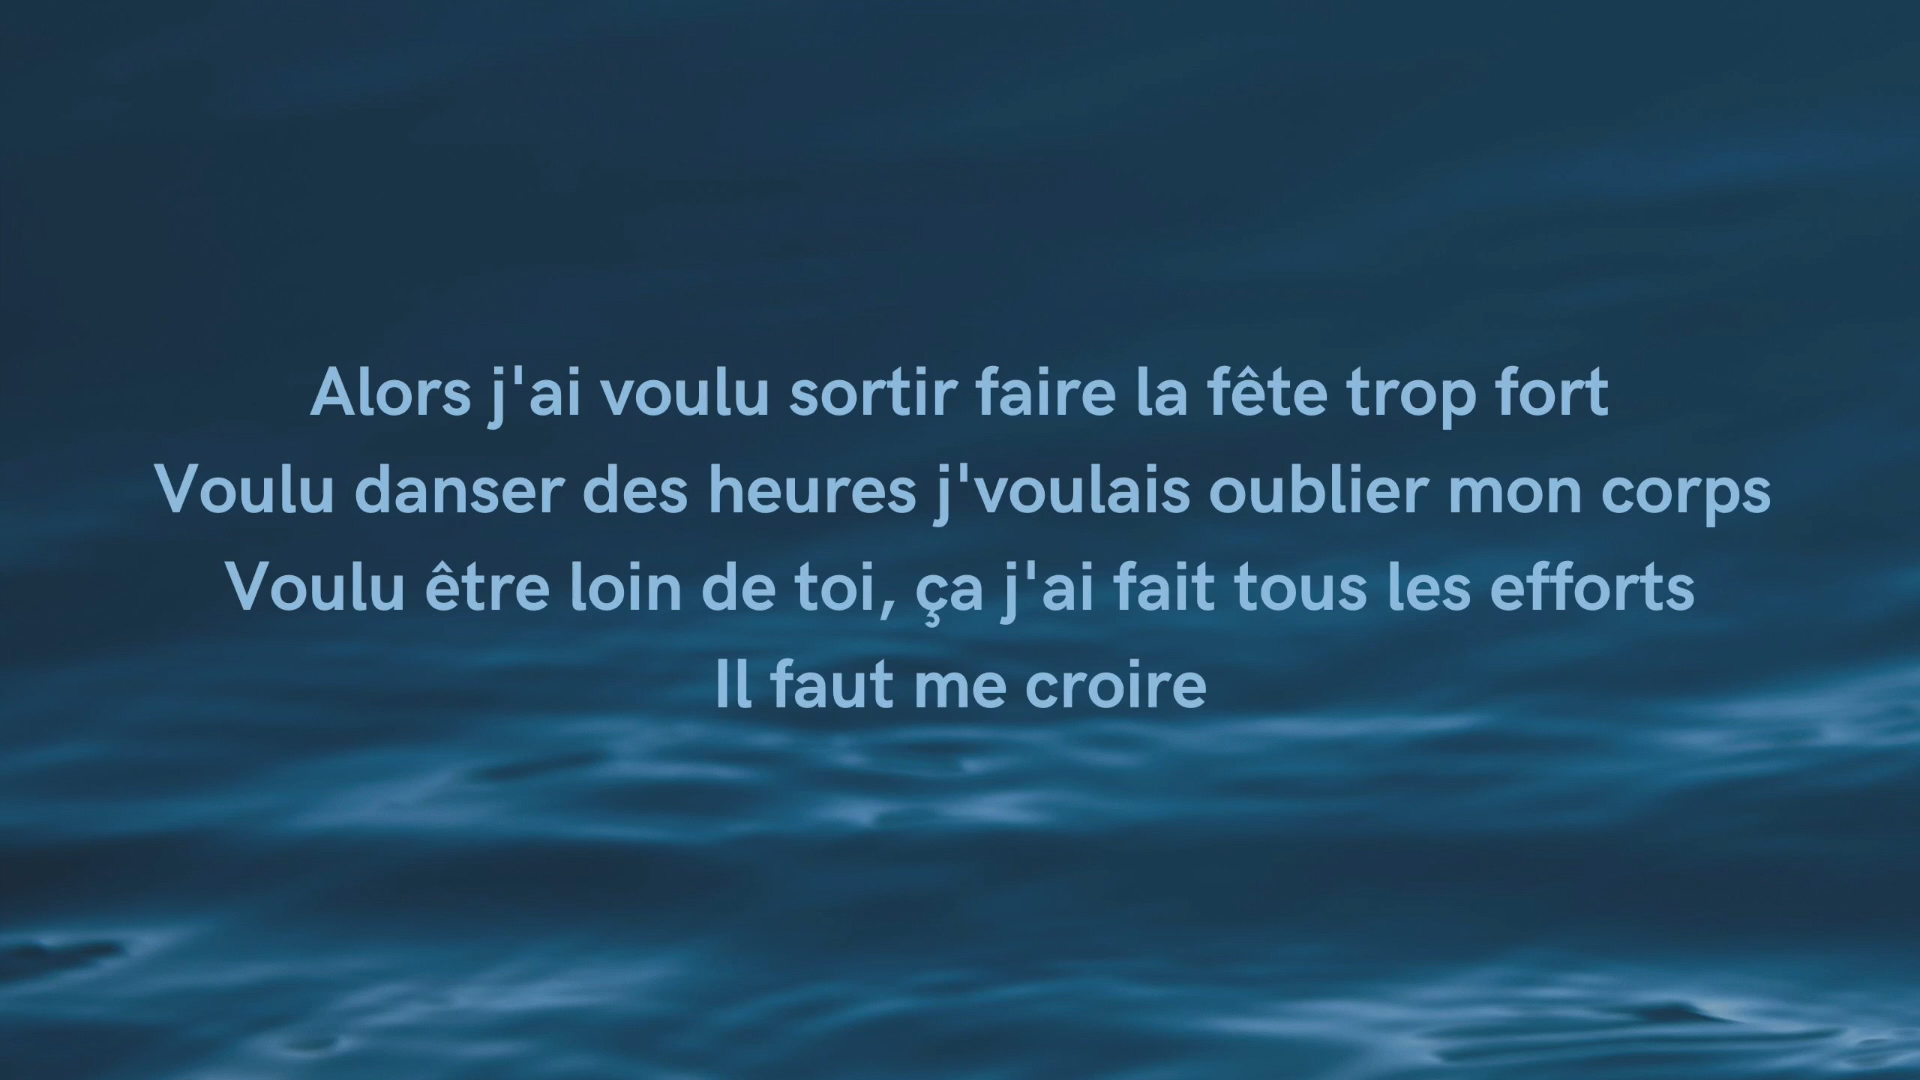 Alors j'ai voulu sortir faire la fête trop fort
Voulu danser des heures j'voulais oublier mon corps
Voulu être loin de toi, ça j'ai fait tous les efforts
Il faut me croire